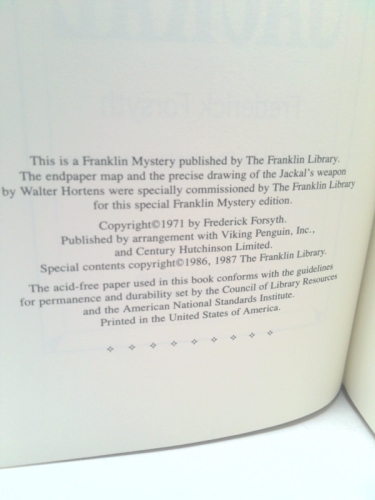 This is a Franklin Mystery published by The Franklin Library.
The endpaper map and the precise drawing of the Jackal's weapon
by Walter Hortens were specially commissioned by The Franklin Library
for this special Franklin Mystery edition.
Copyright©1971 by Frederick Forsyth.
Published by arrangement with Viking Penguin, Inc.,
and Century Hutchinson Limited.
Special contents copyright©1986, 1987 The Franklin Library.
The acid-free paper used in this book conforms with the guidelines
for permanence and durability set by the Council of Library Resources
and the American National Standards Institute.
Printed in the United States of America.